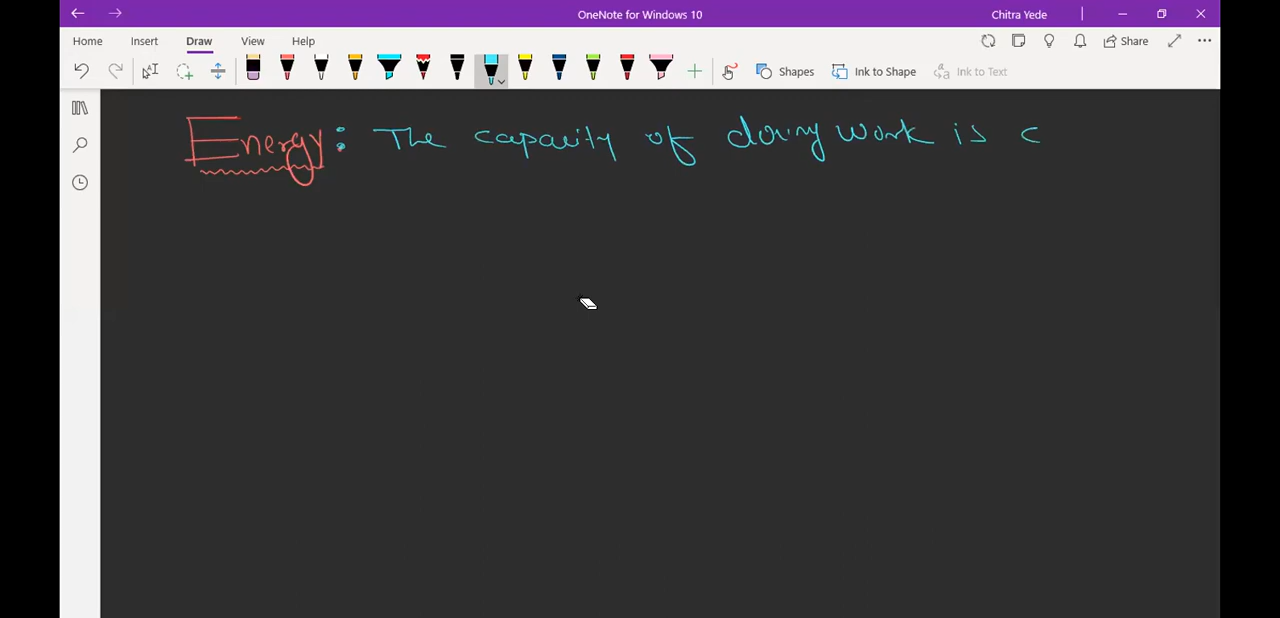 OneNote for Windows 10
Chitra Yede
Home Insert Draw View Help
Share
Shapes Ink to Shape Ink to Text
Energy: The capacity of doing work is c